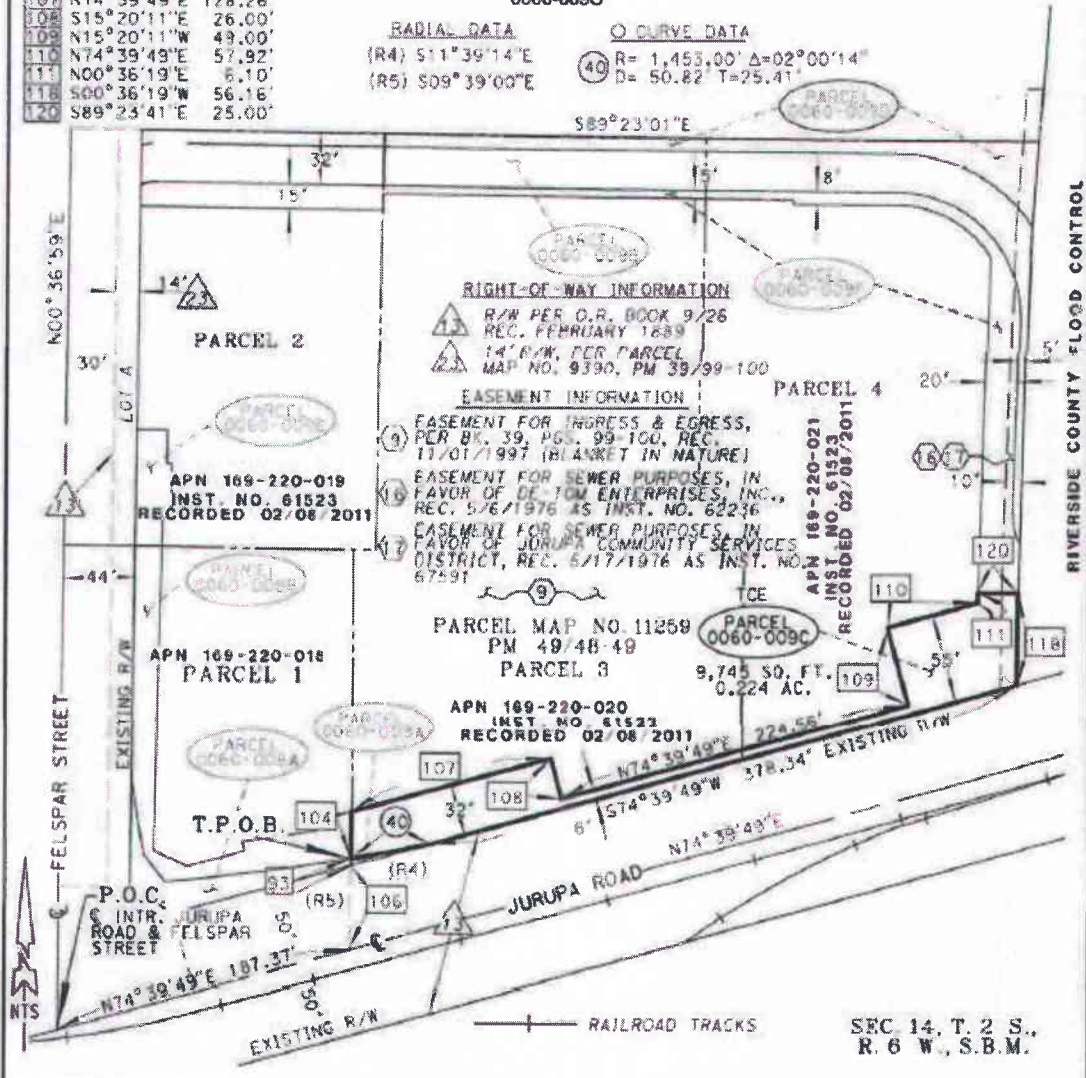 108 S15°20'11"E 26.00'
109 N15°20'11"W 49.00'
110 N74°39'49"E 57.92'
111 N00°36'19"E 6.10'
118 S00°36'19"W 56.16'
120 S89°23'41"E 25.00'
RADIAL DATA
(R4) S11°39'14"E
(R5) S09°39'00"E
CURVE DATA
40 R= 1,453.00' Δ=02°00'14"
D= 50.82' T=25.41'
S89°23'01"E
32'
15'
5'
8'
N00°36'59"E
14'
23
PARCEL
0060-009B
RIGHT-OF-WAY INFORMATION
13 R/W PER O.R. BOOK 9/26
REC. FEBRUARY 1889
23 14' R/W, PER PARCEL
MAP NO. 9390, PM 39/99-100
PARCEL 2
PARCEL 4
30'
LOT A
5'
20'
RIVERSIDE COUNTY FLOOD CONTROL
EASEMENT INFORMATION
9 EASEMENT FOR INGRESS & EGRESS,
PER BK. 39, PGS. 99-100, REC.
11/01/1997 (BLANKET IN NATURE)
16 EASEMENT FOR SEWER PURPOSES, IN
FAVOR OF DE-TOM ENTERPRISES, INC.,
REC. 5/6/1976 AS INST. NO. 62236
17 EASEMENT FOR SEWER PURPOSES, IN
FAVOR OF JURUPA COMMUNITY SERVICES
DISTRICT, REC. 5/17/1976 AS INST. NO.
67591
APN 169-220-019
INST. NO. 61523
RECORDED 02/08/2011
APN 169-220-021
INST. NO. 61523
RECORDED 02/08/2011
16 17
10'
13
44'
PARCEL
9
120
TCE
110
PARCEL
0060-009C
111
118
PARCEL MAP NO. 11259
PM 49/48-49
PARCEL 3
APN 169-220-018
PARCEL 1
9,745 SQ. FT.
0.224 AC.
109
55'
APN 169-220-020
INST. NO. 61523
RECORDED 02/08/2011
EXISTING R/W
FELSPAR STREET
PARCEL
107
N74°39'49"E 224.56'
S74°39'49"W 378.34' EXISTING R/W
104
108
T.P.O.B.
32'
40
6'
N74°39'49"E
93
(R4)
(R5)
106
JURUPA ROAD
13
P.O.C.
℄ INTR. JURUPA
ROAD & FELSPAR
STREET
50'
N74°39'49"E 187.37'
50'
NTS
EXISTING R/W
RAILROAD TRACKS
SEC. 14, T. 2 S.,
R. 6 W., S.B.M.